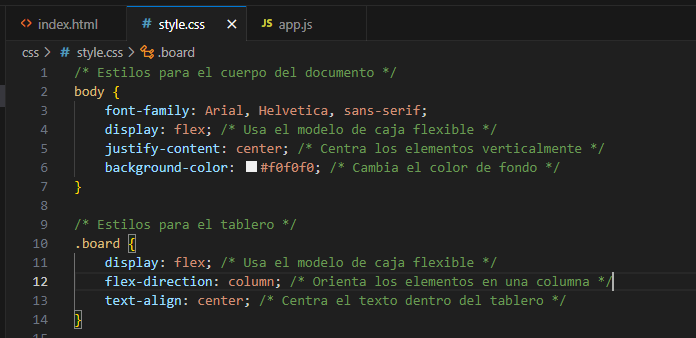 <> index.html # style.css × JS app.js
css > # style.css > .board
1 /* Estilos para el cuerpo del documento */
2 body {
3 font-family: Arial, Helvetica, sans-serif;
4 display: flex; /* Usa el modelo de caja flexible */
5 justify-content: center; /* Centra los elementos verticalmente */
6 background-color: #f0f0f0; /* Cambia el color de fondo */
7 }
8
9 /* Estilos para el tablero */
10 .board {
11 display: flex; /* Usa el modelo de caja flexible */
12 flex-direction: column; /* Orienta los elementos en una columna */
13 text-align: center; /* Centra el texto dentro del tablero */
14 }
15